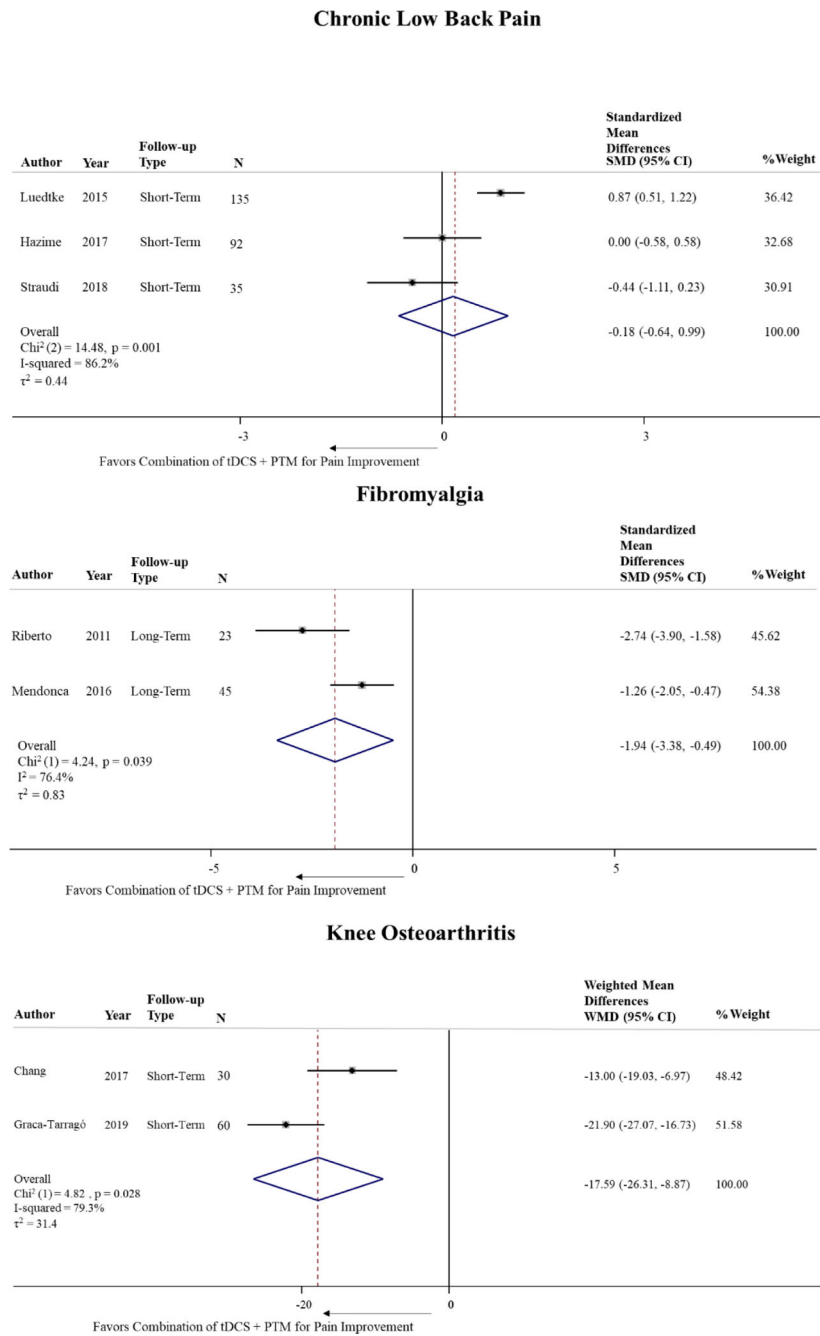 Chronic Low Back Pain
Standardized
Mean
Differences
SMD (95% CI)
Author Year Follow-up Type N %Weight
Luedtke 2015 Short-Term 135 0.87 (0.51, 1.22) 36.42
Hazime 2017 Short-Term 92 0.00 (-0.58, 0.58) 32.68
Straudi 2018 Short-Term 35 -0.44 (-1.11, 0.23) 30.91
Overall -0.18 (-0.64, 0.99) 100.00
Chi² (2) = 14.48, p = 0.001
I-squared = 86.2%
τ² = 0.44
-3 0 3
Favors Combination of tDCS + PTM for Pain Improvement
Fibromyalgia
Standardized
Mean
Differences
SMD (95% CI)
Author Year Follow-up Type N %Weight
Riberto 2011 Long-Term 23 -2.74 (-3.90, -1.58) 45.62
Mendonca 2016 Long-Term 45 -1.26 (-2.05, -0.47) 54.38
Overall -1.94 (-3.38, -0.49) 100.00
Chi² (1) = 4.24, p = 0.039
I² = 76.4%
τ² = 0.83
-5 0 5
Favors Combination of tDCS + PTM for Pain Improvement
Knee Osteoarthritis
Weighted Mean
Differences
WMD (95% CI)
Author Year Follow-up Type N % Weight
Chang 2017 Short-Term 30 -13.00 (-19.03, -6.97) 48.42
Graca-Tarragó 2019 Short-Term 60 -21.90 (-27.07, -16.73) 51.58
Overall -17.59 (-26.31, -8.87) 100.00
Chi² (1) = 4.82 , p = 0.028
I-squared = 79.3%
τ² = 31.4
-20 0
Favors Combination of tDCS + PTM for Pain Improvement